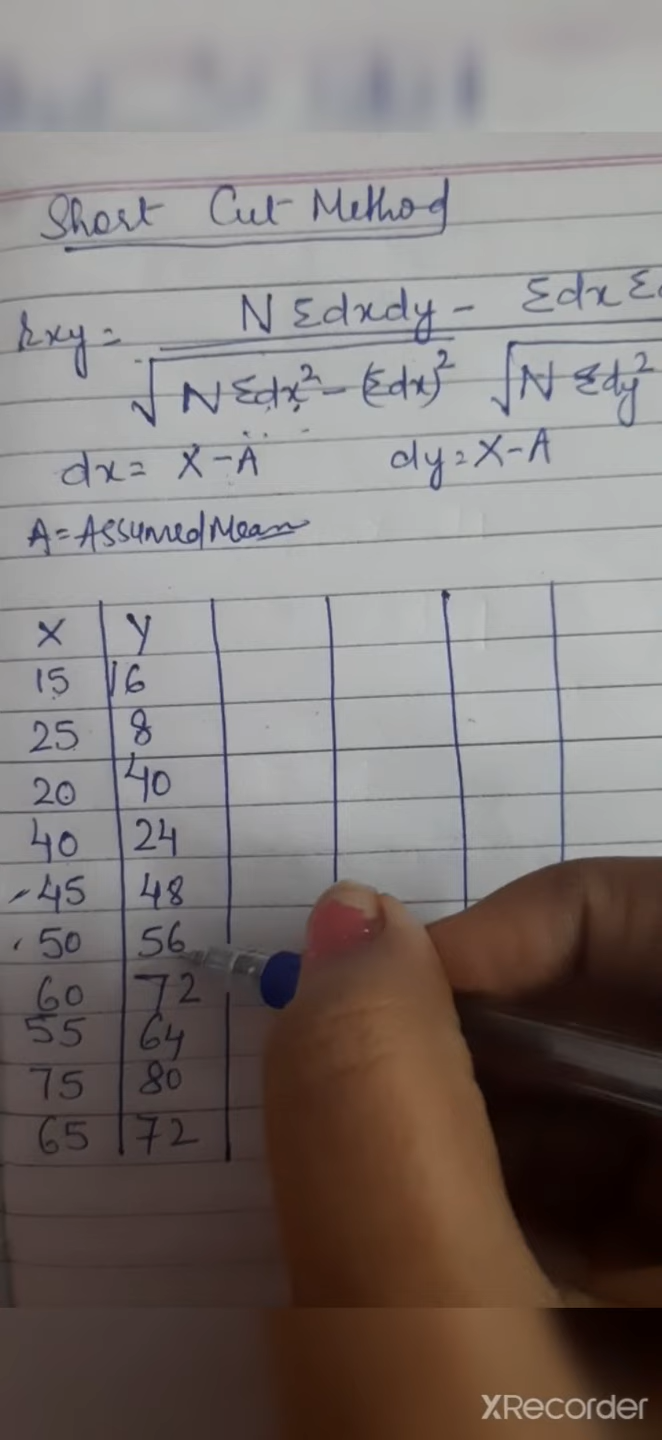 Short Cut Method
rxy = N Σdxdy - Σdx Σ
√NΣdx² - (Σdx)² √N Σdy²
dx = X - A dy = X - A
A = Assumed Mean
X Y
15 16
25 8
20 40
40 24
45 48
50 56
60 72
55 64
75 80
65 72
XRecorder